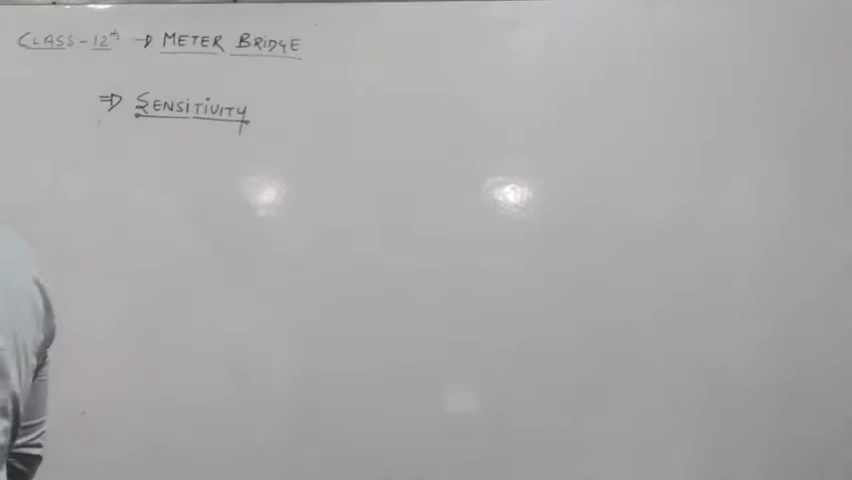 CLASS-12th → METER BRIDGE
⇒ SENSITIVITY